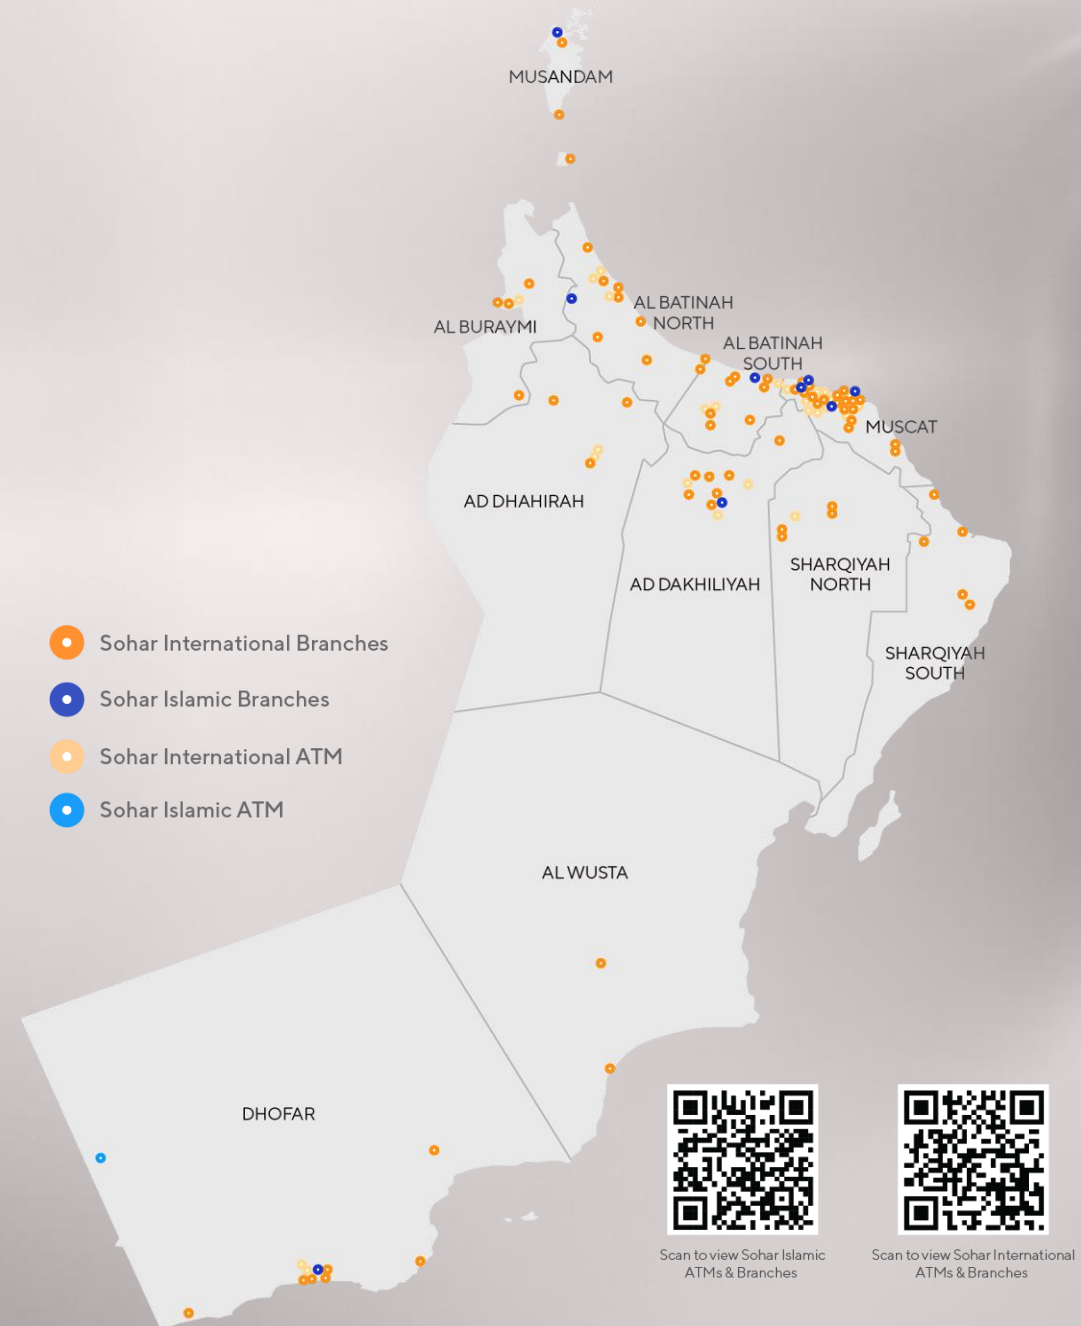 MUSANDAM
AL BATINAH
NORTH
AL BURAYMI
AL BATINAH
SOUTH
MUSCAT
AD DHAHIRAH
AD DAKHILIYAH
SHARQIYAH
NORTH
SHARQIYAH
SOUTH
Sohar International Branches
Sohar Islamic Branches
Sohar International ATM
Sohar Islamic ATM
AL WUSTA
DHOFAR
Scan to view Sohar Islamic
ATMs & Branches
Scan to view Sohar International
ATMs & Branches